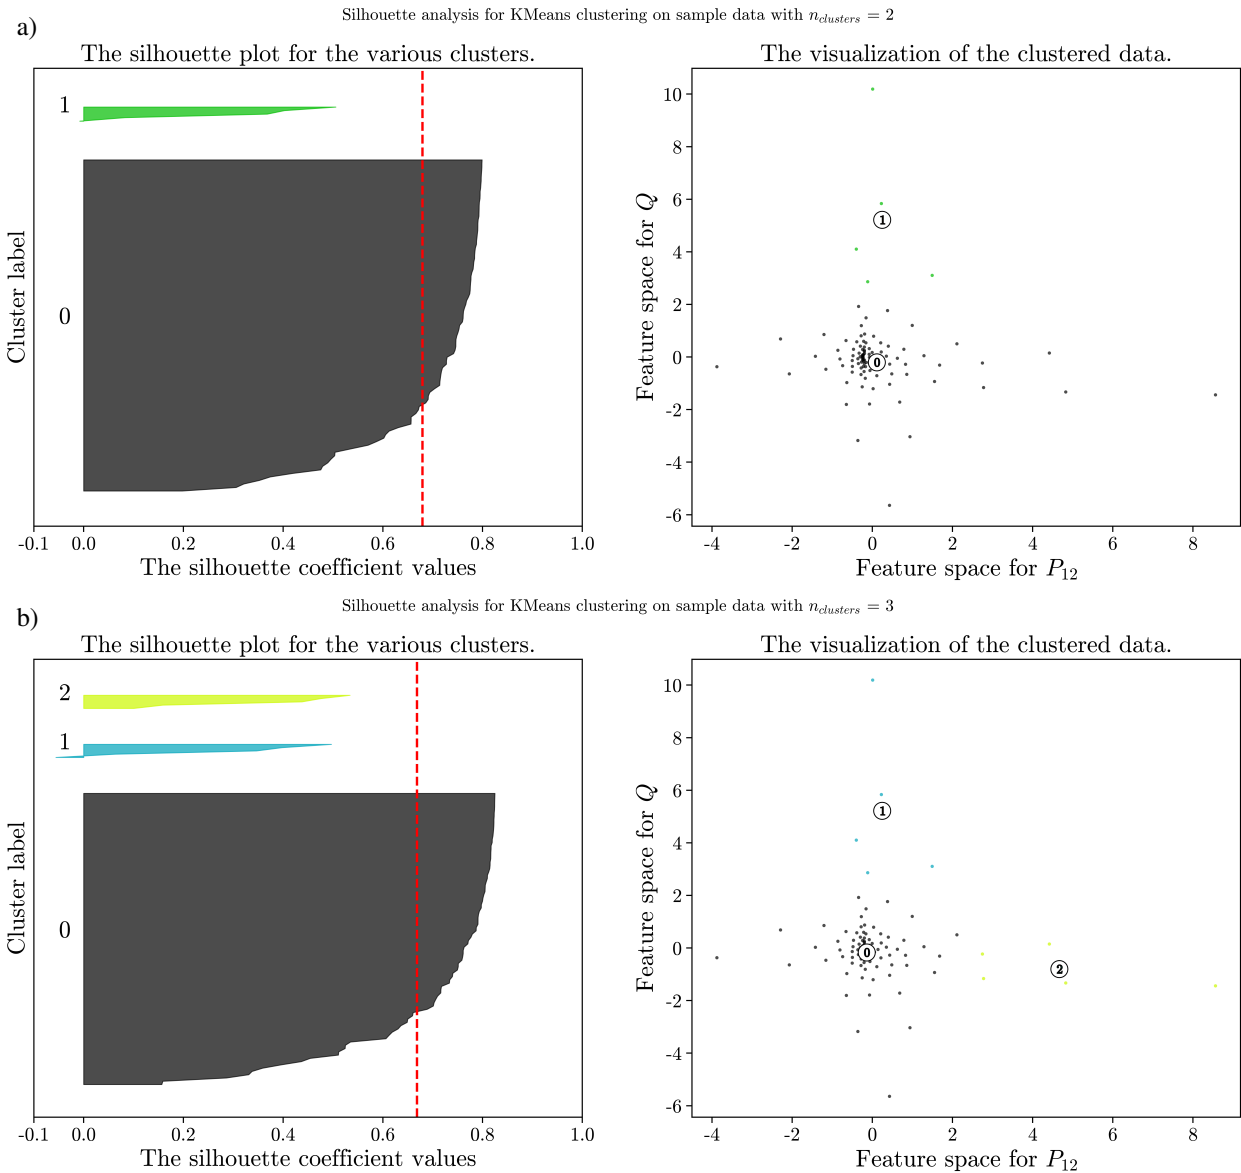 a)
Silhouette analysis for KMeans clustering on sample data with n_clusters = 2
The silhouette plot for the various clusters.
The visualization of the clustered data.
Cluster label
1
0
-0.1 0.0 0.2 0.4 0.6 0.8 1.0
The silhouette coefficient values
Feature space for Q
10
8
6
4
2
0
-2
-4
-6
1
0
-4 -2 0 2 4 6 8
Feature space for P_12
b)
Silhouette analysis for KMeans clustering on sample data with n_clusters = 3
The silhouette plot for the various clusters.
The visualization of the clustered data.
Cluster label
2
1
0
-0.1 0.0 0.2 0.4 0.6 0.8 1.0
The silhouette coefficient values
Feature space for Q
10
8
6
4
2
0
-2
-4
-6
1
0
2
-4 -2 0 2 4 6 8
Feature space for P_12